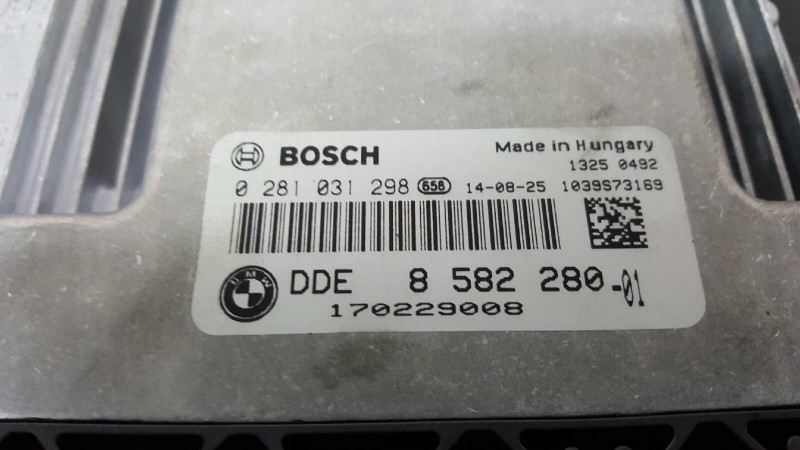 BOSCH Made in Hungary
1325 0492
0 281 031 298 656 14-08-25 1039S73169
BMW DDE 8 582 280-01
170229008